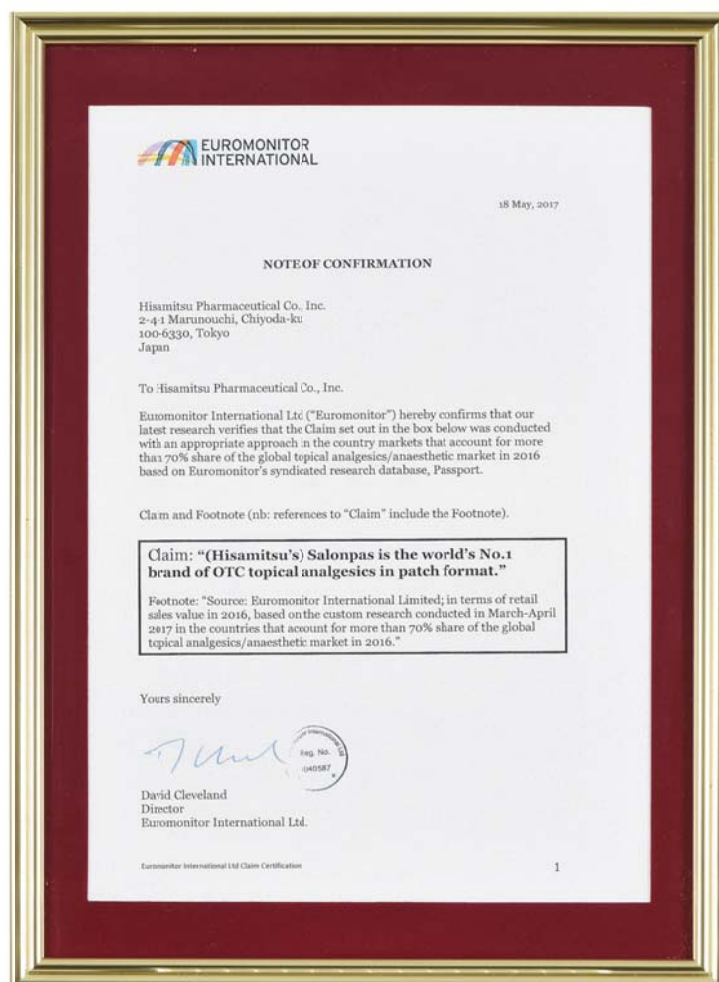 EUROMONITOR
INTERNATIONAL
18 May, 2017
NOTE OF CONFIRMATION
Hisamitsu Pharmaceutical Co., Inc.
2-4-1 Marunouchi, Chiyoda-ku
100-6330, Tokyo
Japan
To Hisamitsu Pharmaceutical Co., Inc.
Euromonitor International Ltd ("Euromonitor") hereby confirms that our
latest research verifies that the Claim set out in the box below was conducted
with an appropriate approach in the country markets that account for more
than 70% share of the global topical analgesics/anaesthetic market in 2016
based on Euromonitor's syndicated research database, Passport.
Claim and Footnote (nb: references to "Claim" include the Footnote).
Claim: "(Hisamitsu's) Salonpas is the world's No.1
brand of OTC topical analgesics in patch format."
Footnote: "Source: Euromonitor International Limited; in terms of retail
sales value in 2016, based on the custom research conducted in March-April
2017 in the countries that account for more than 70% share of the global
topical analgesics/anaesthetic market in 2016."
Yours sincerely
International Ltd
Reg. No.
040587
David Cleveland
Director
Euromonitor International Ltd.
Euromonitor International Ltd Claim Certification
1